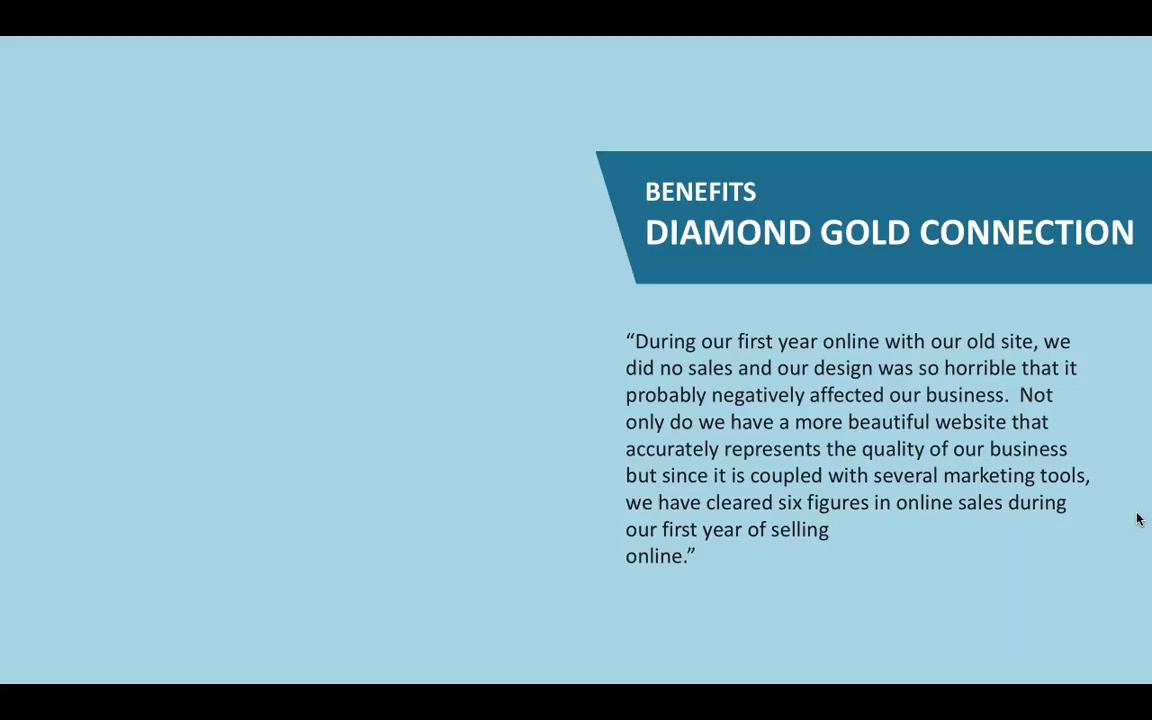 BENEFITS
DIAMOND GOLD CONNECTION
“During our first year online with our old site, we
did no sales and our design was so horrible that it
probably negatively affected our business.  Not
only do we have a more beautiful website that
accurately represents the quality of our business
but since it is coupled with several marketing tools,
we have cleared six figures in online sales during
our first year of selling
online.”